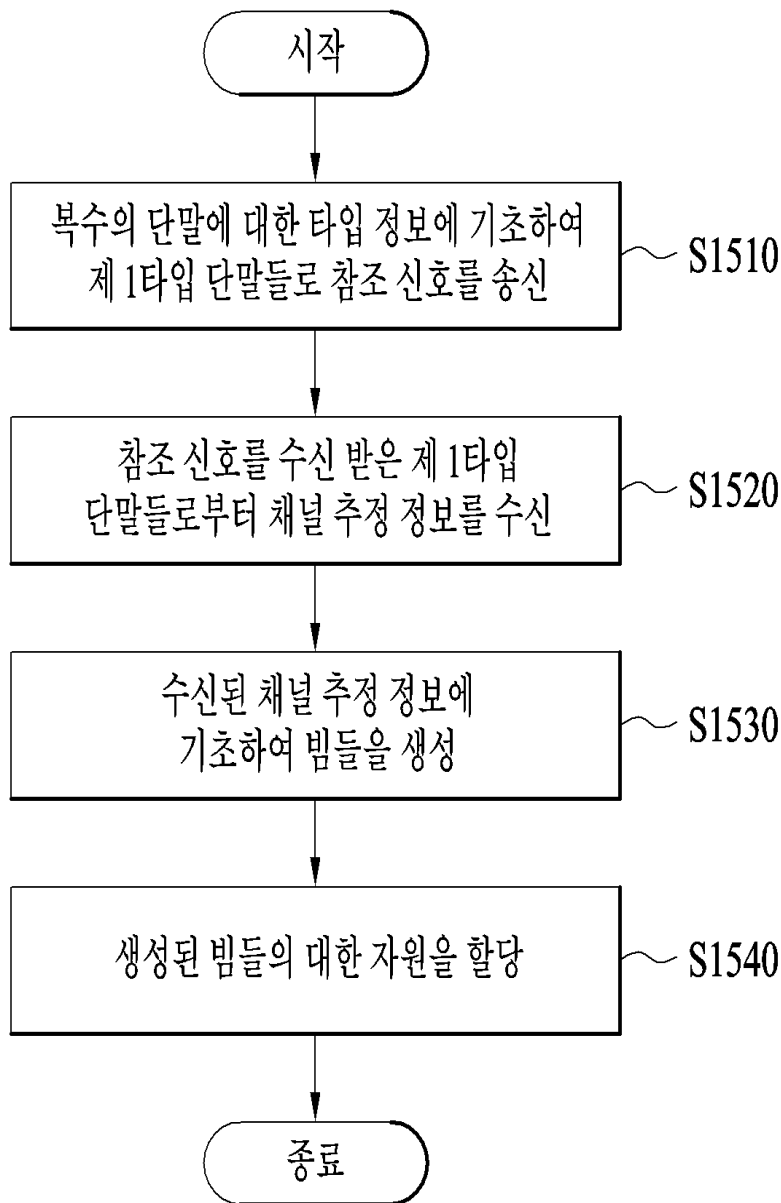 시작
복수의 단말에 대한 타입 정보에 기초하여
제 1타입 단말들로 참조 신호를 송신
S1510
참조 신호를 수신 받은 제 1타입
단말들로부터 채널 추정 정보를 수신
S1520
수신된 채널 추정 정보에
기초하여 빔들을 생성
S1530
생성된 빔들의 대한 자원을 할당
S1540
종료